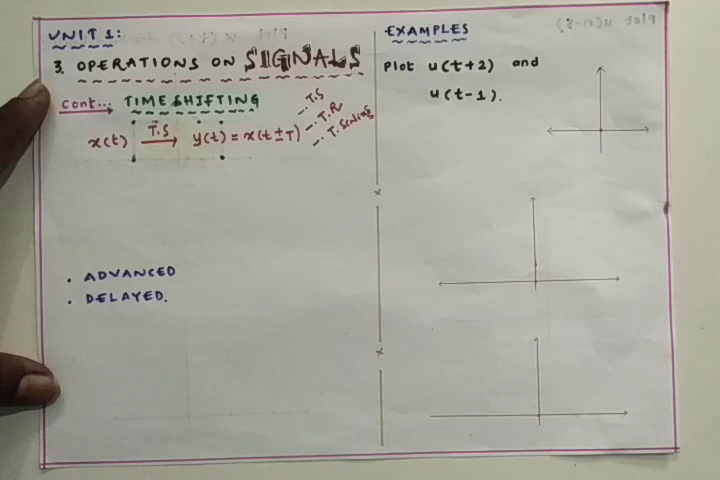 UNIT 1:
3. OPERATIONS ON SIGNALS
cont... TIME SHIFTING
x(t) T.S → y(t) = x(t ± T)
-. T.S
-. T.R
-. T. Scaling
. ADVANCED
. DELAYED.
EXAMPLES
Plot u(t+2) and
u(t-1).